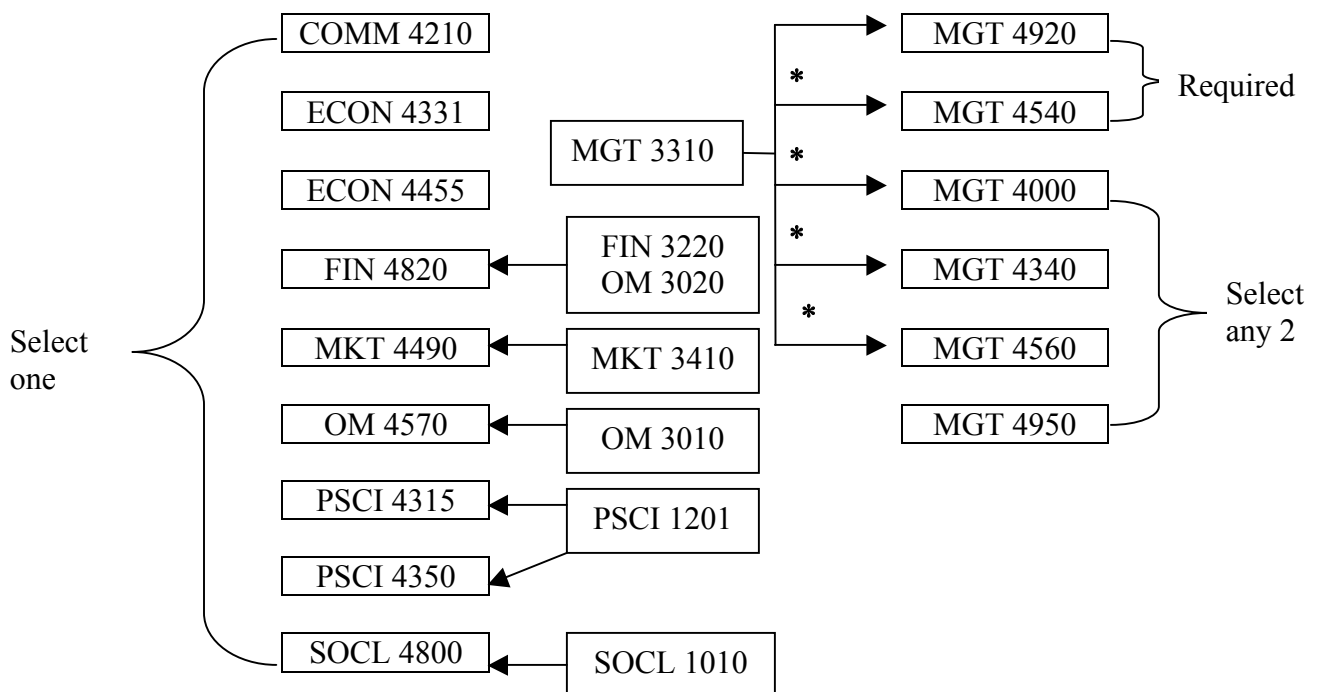 COMM 4210
ECON 4331
ECON 4455
FIN 4820
MKT 4490
OM 4570
PSCI 4315
PSCI 4350
SOCL 4800
Select
one
MGT 3310
FIN 3220
OM 3020
MKT 3410
OM 3010
PSCI 1201
SOCL 1010
*
*
*
*
MGT 4920
MGT 4540
MGT 4000
MGT 4340
MGT 4560
MGT 4950
Required
Select
any 2